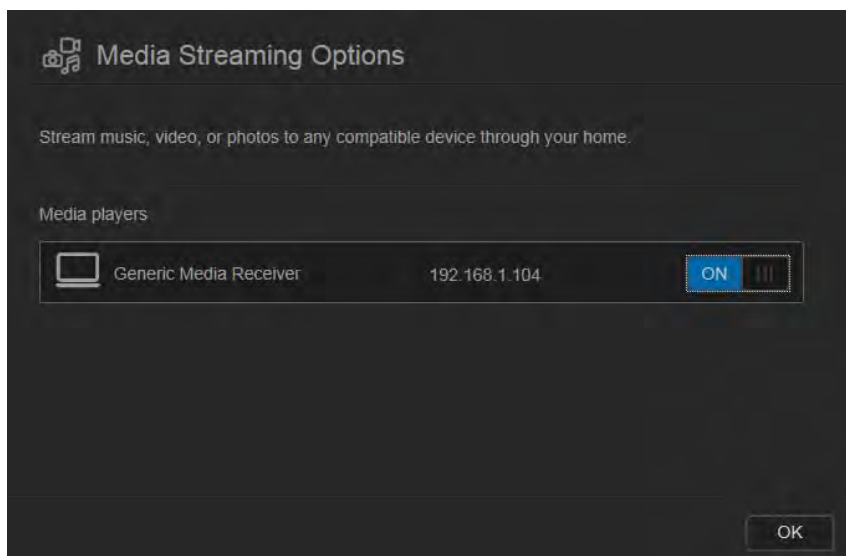 Media Streaming Options
Stream music, video, or photos to any compatible device through your home.
Media players
Generic Media Receiver 192.168.1.104 ON
OK